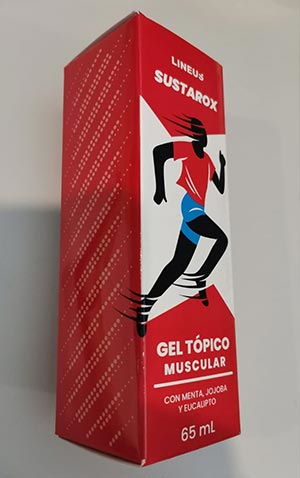 LINEUS
SUSTAROX
GEL TÓPICO
MUSCULAR
CON MENTA, JOJOBA
Y EUCALIPTO
65 mL